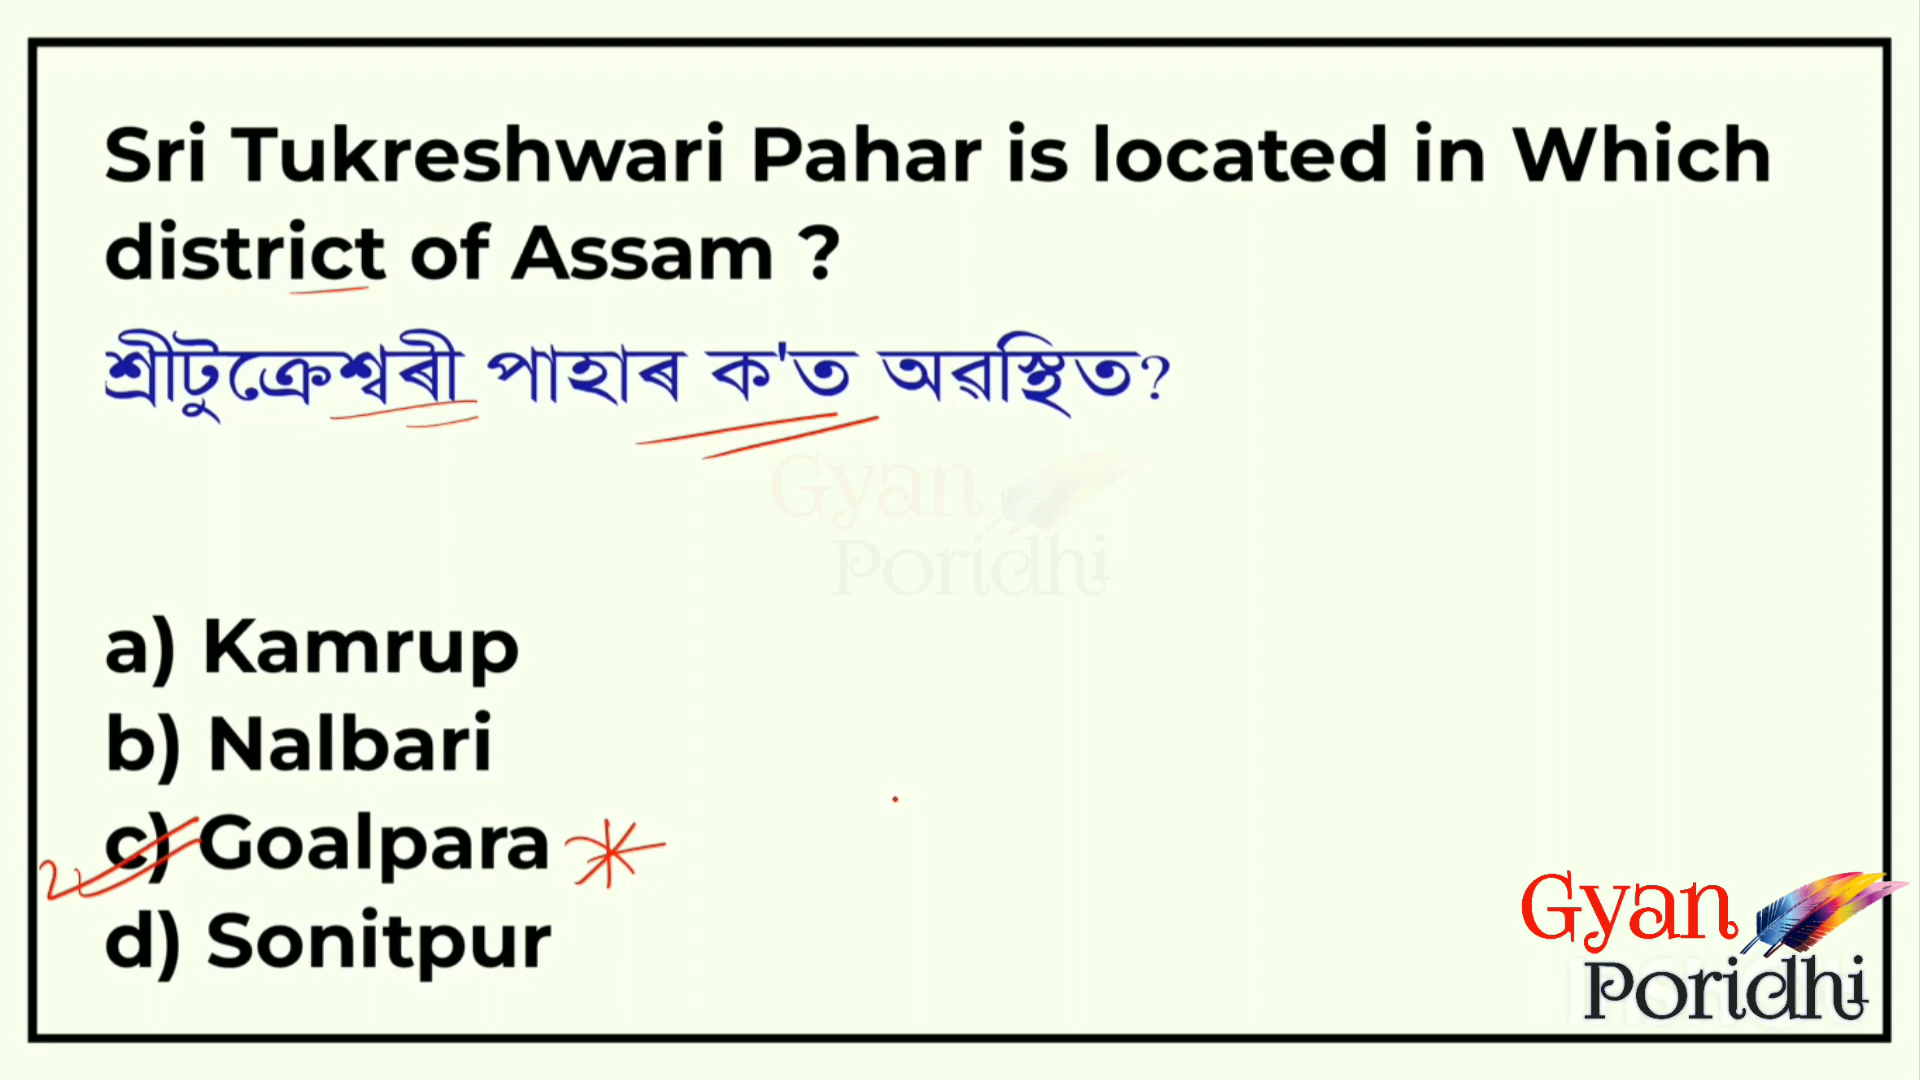 Sri Tukreshwari Pahar is located in Which
district of Assam ?
শ্ৰীটুক্ৰেশ্বৰী পাহাৰ ক'ত অৱস্থিত?
Gyan
Poridhi
a) Kamrup
b) Nalbari
c) Goalpara
d) Sonitpur
Gyan
Poridhi